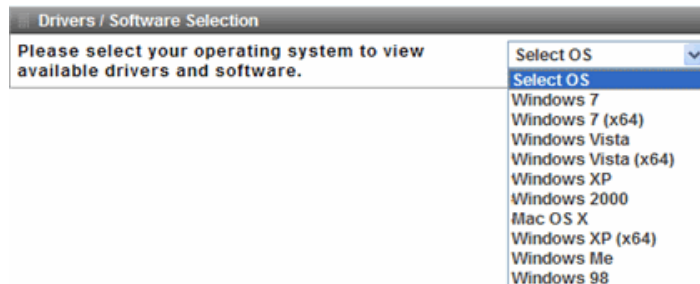 Drivers / Software Selection
Please select your operating system to view
available drivers and software.
Select OS
Select OS
Windows 7
Windows 7 (x64)
Windows Vista
Windows Vista (x64)
Windows XP
Windows 2000
Mac OS X
Windows XP (x64)
Windows Me
Windows 98